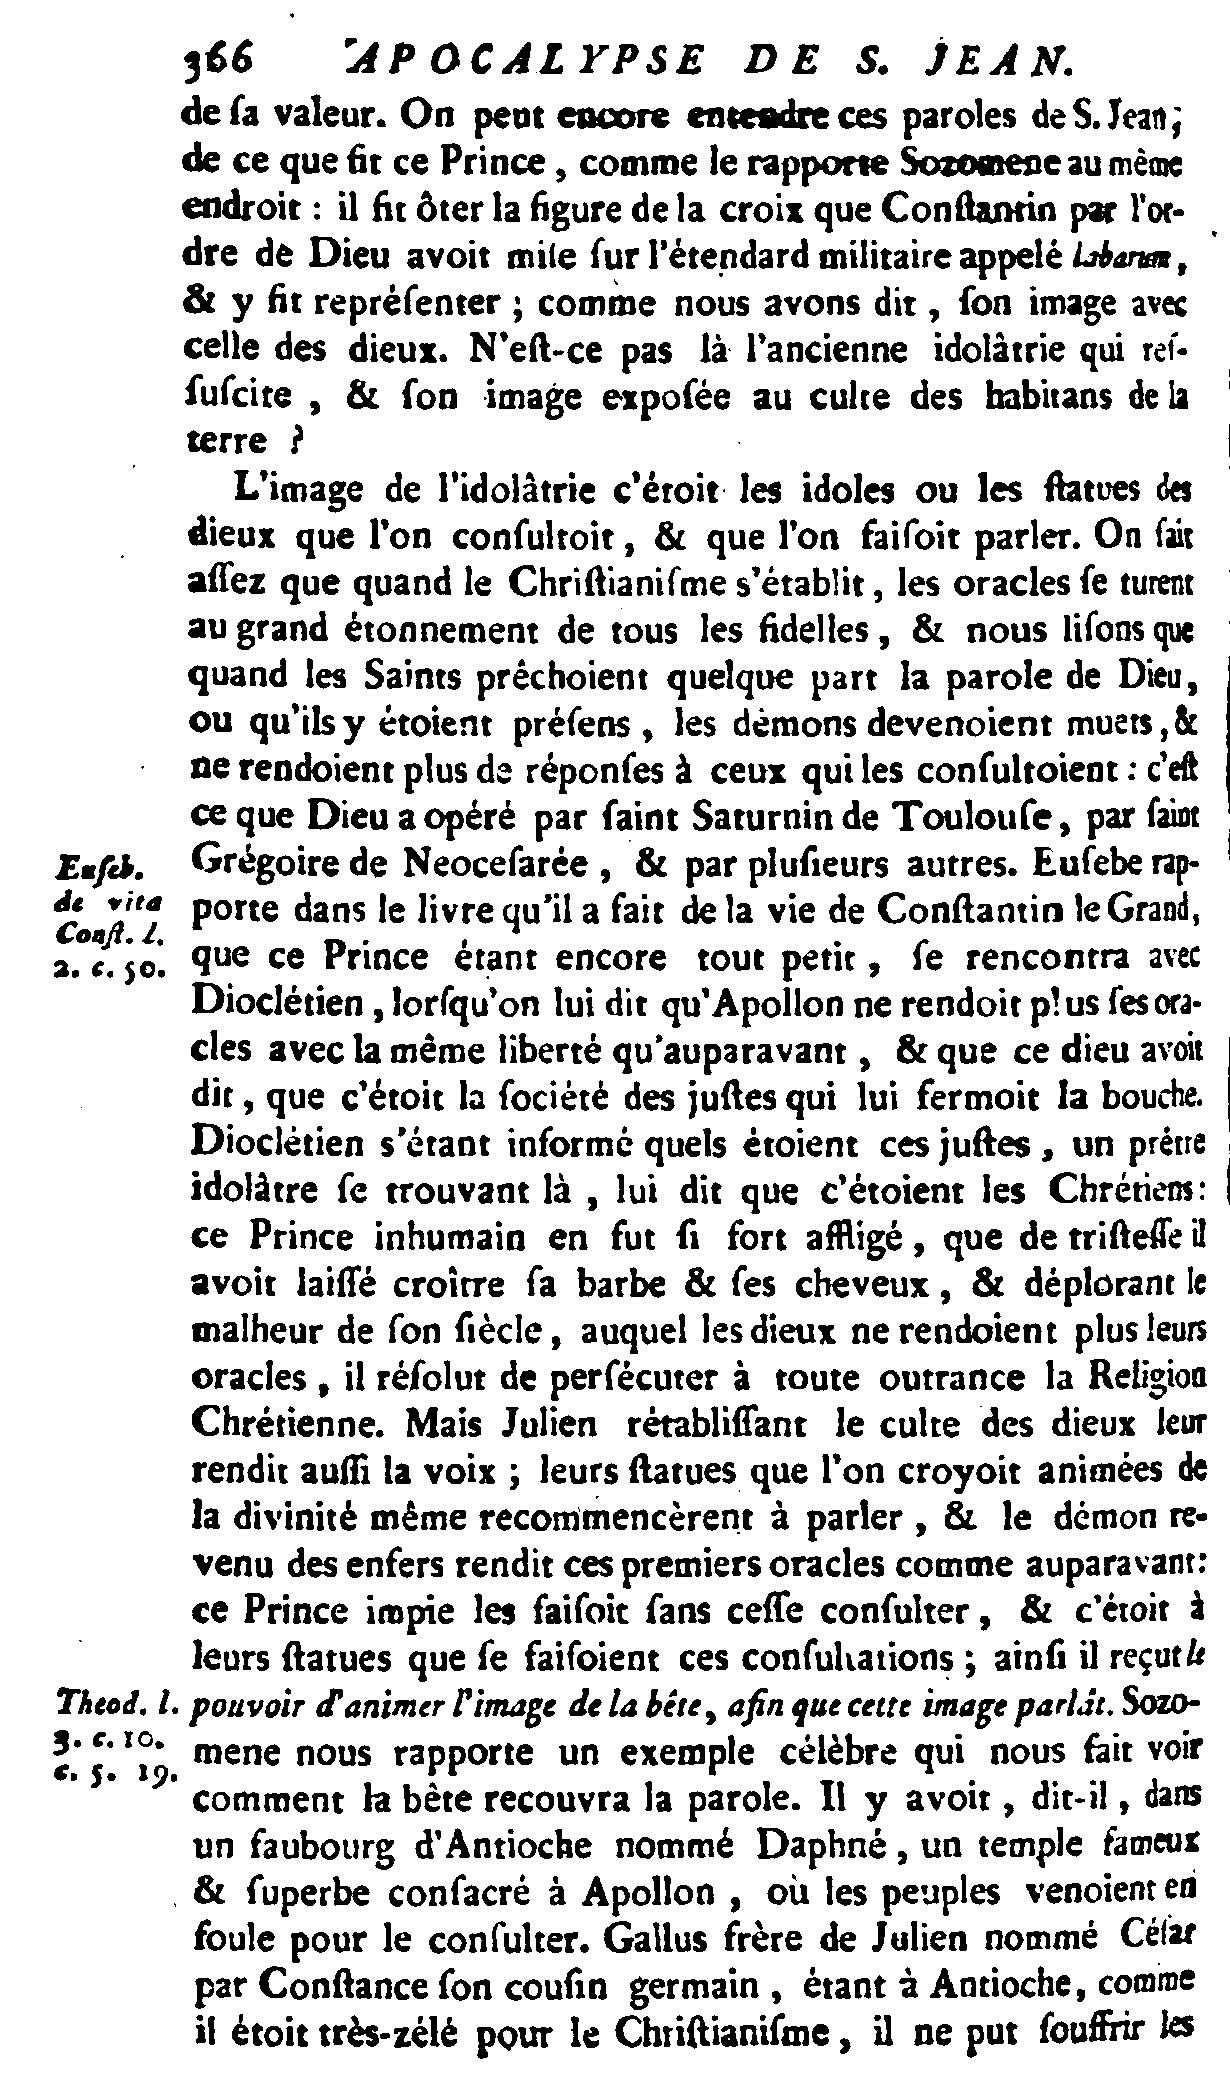 366 APOCALYPSE DE S. JEAN.
de ſa valeur. On peut encore entendre ces paroles de S. Jean;
de ce que fit ce Prince, comme le rapporte Sozomene au même
endroit : il fit ôter la figure de la croix que Conſtantin par l'or-
dre de Dieu avoit miſe ſur l'étendard militaire appelé Labarum,
& y fit repréſenter ; comme nous avons dit, ſon image avec
celle des dieux. N'eſt-ce pas là l'ancienne idolâtrie qui reſ-
ſuſcite, & ſon image expoſée au culte des habitans de la
terre ?
L'image de l'idolâtrie c'étoit les idoles ou les ſtatues des
dieux que l'on conſultoit, & que l'on faiſoit parler. On ſait
aſſez que quand le Chriſtianiſme s'établit, les oracles ſe turent
au grand étonnement de tous les fidelles, & nous liſons que
quand les Saints prêchoient quelque part la parole de Dieu,
ou qu'ils y étoient préſens, les démons devenoient muets, &
ne rendoient plus de réponſes à ceux qui les conſultoient : c'eſt
ce que Dieu a opéré par ſaint Saturnin de Toulouſe, par ſaint
Grégoire de Neoceſarée, & par pluſieurs autres. Euſebe rap-
Euſeb.
de vita
Conſt. l.
2. c. 50.
porte dans le livre qu'il a fait de la vie de Conſtantin le Grand,
que ce Prince étant encore tout petit, ſe rencontra avec
Dioclétien, lorſqu'on lui dit qu'Apollon ne rendoit plus ſes ora-
cles avec la même liberté qu'auparavant, & que ce dieu avoit
dit, que c'étoit la ſociété des juſtes qui lui fermoit la bouche.
Dioclétien s'étant informé quels étoient ces juſtes, un prêtre
idolâtre ſe trouvant là, lui dit que c'étoient les Chrétiens :
ce Prince inhumain en fut ſi fort affligé, que de triſteſſe il
avoit laiſſé croître ſa barbe & ſes cheveux, & déplorant le
malheur de ſon ſiècle, auquel les dieux ne rendoient plus leurs
oracles, il réſolut de perſécuter à toute outrance la Religion
Chrétienne. Mais Julien rétabliſſant le culte des dieux leur
rendit auſſi la voix ; leurs ſtatues que l'on croyoit animées de
la divinité même recommencèrent à parler, & le démon re-
venu des enfers rendit ces premiers oracles comme auparavant :
ce Prince impie les faiſoit ſans ceſſe conſulter, & c'étoit à
leurs ſtatues que ſe faiſoient ces conſultations ; ainſi il reçut le
pouvoir d'animer l'image de la bête, afin que cette image parlât. Sozo-
Theod. l.
3. c. 10.
c. 5. 19.
mene nous rapporte un exemple célèbre qui nous fait voir
comment la bête recouvra la parole. Il y avoit, dit-il, dans
un faubourg d'Antioche nommé Daphné, un temple fameux
& ſuperbe conſacré à Apollon, où les peuples venoient en
foule pour le conſulter. Gallus frère de Julien nommé Céſar
par Conſtance ſon couſin germain, étant à Antioche, comme
il étoit très-zélé pour le Chriſtianiſme, il ne put ſouffrir les